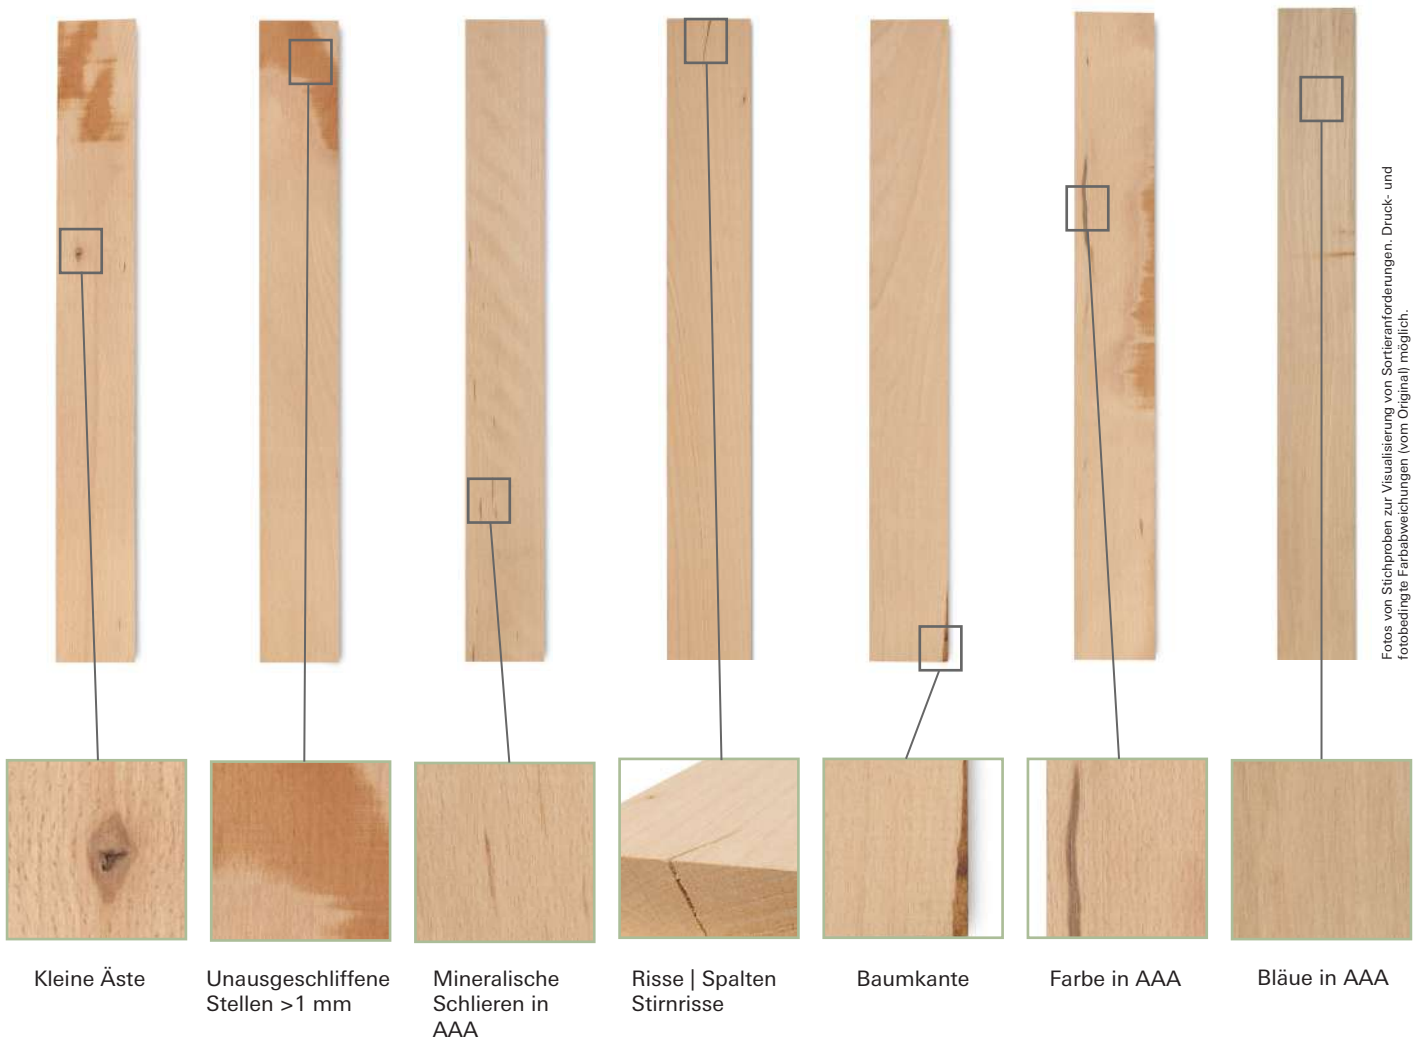 Fotos von Stichproben zur Visualisierung von Sortieranforderungen. Druck- und
fotobedingte Farbabweichungen (vom Original) möglich.
Kleine Äste
Unausgeschliffene
Stellen >1 mm
Mineralische
Schlieren in
AAA
Risse | Spalten
Stirnrisse
Baumkante
Farbe in AAA
Bläue in AAA